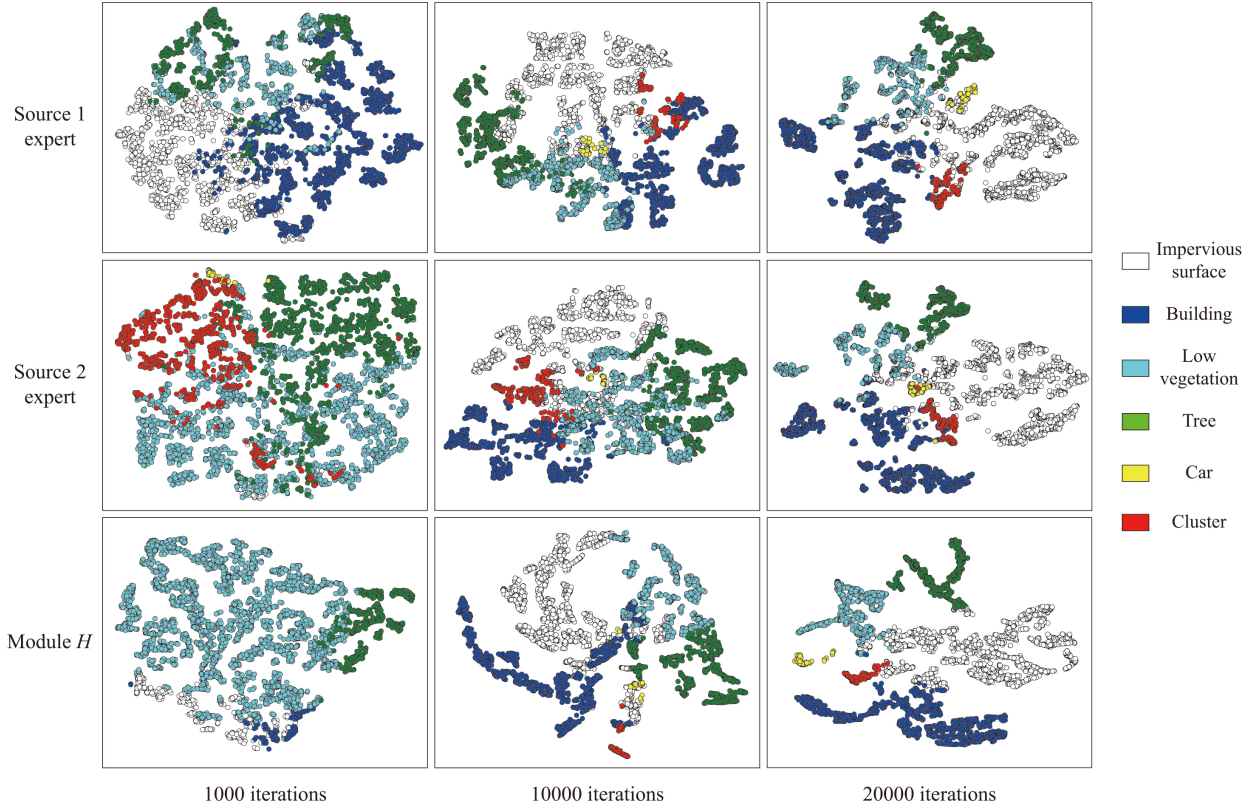 Source 1
expert
Source 2
expert
Module H
Impervious
surface
Building
Low
vegetation
Tree
Car
Cluster
1000 iterations
10000 iterations
20000 iterations